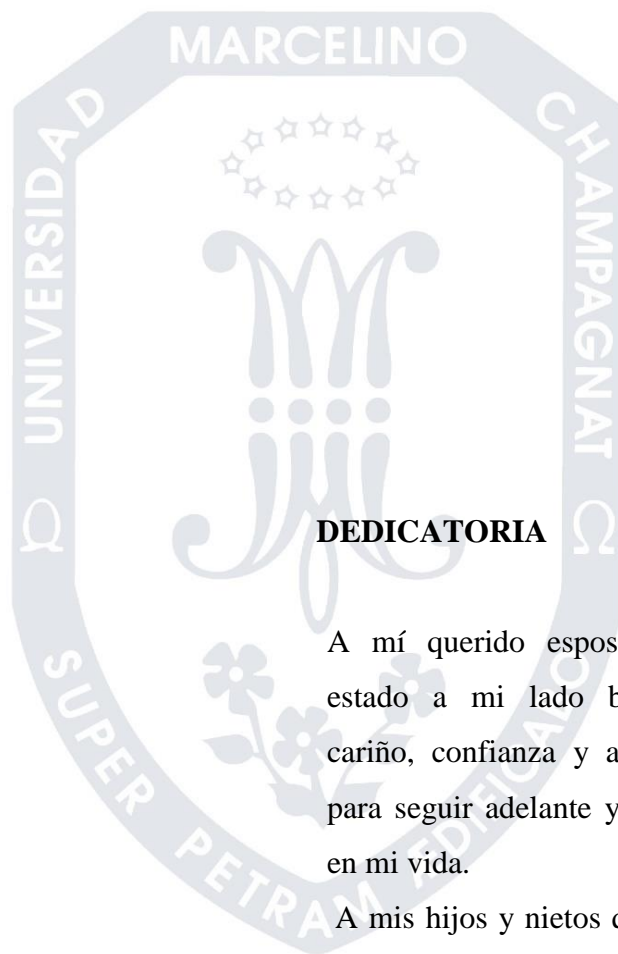 MARCELINO
UNIVERSIDAD
CHAMPAGNAT
Ω
Ω
DEDICATORIA
A mí querido espos
estado a mi lado b
cariño, confianza y a
para seguir adelante y
en mi vida.
A mis hijos y nietos
SUPER PETRAM ÆDIFICABO